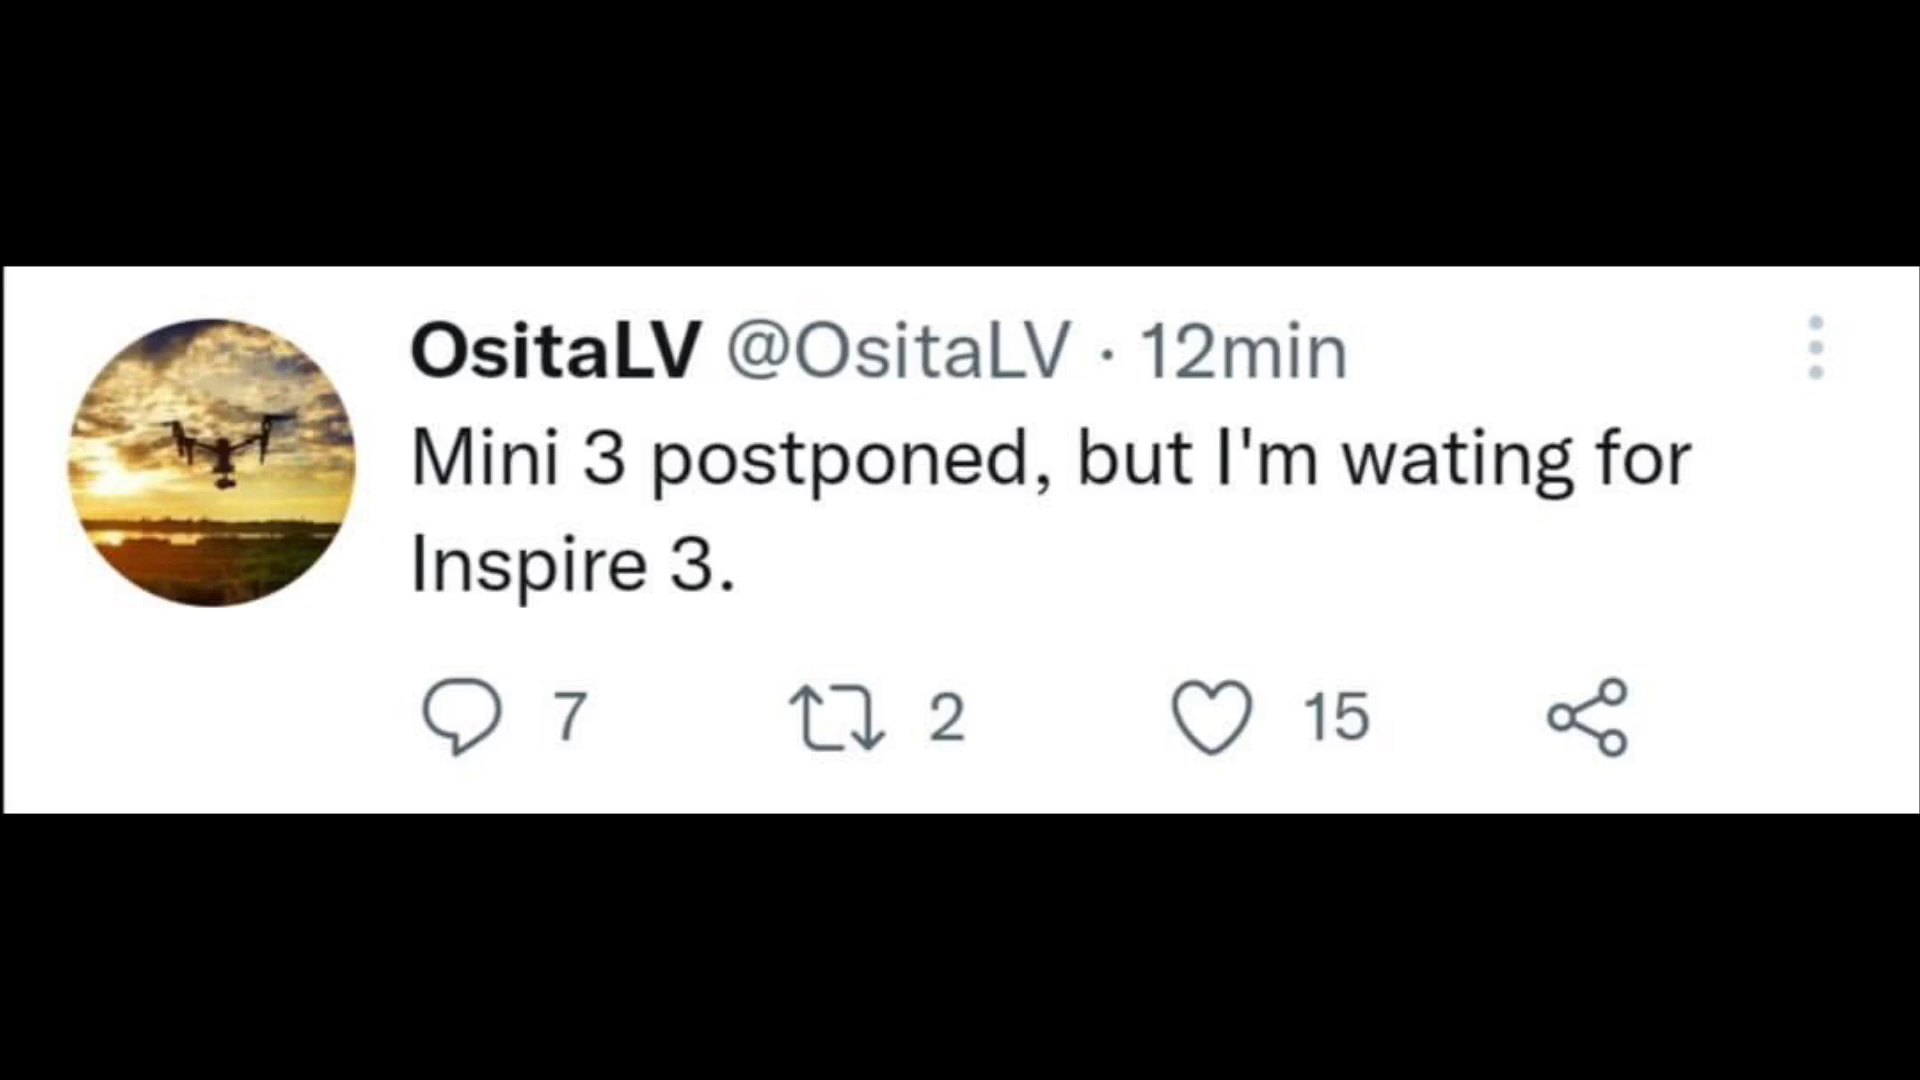 OsitaLV @OsitaLV · 12min
Mini 3 postponed, but I'm wating for
Inspire 3.
7 2 15